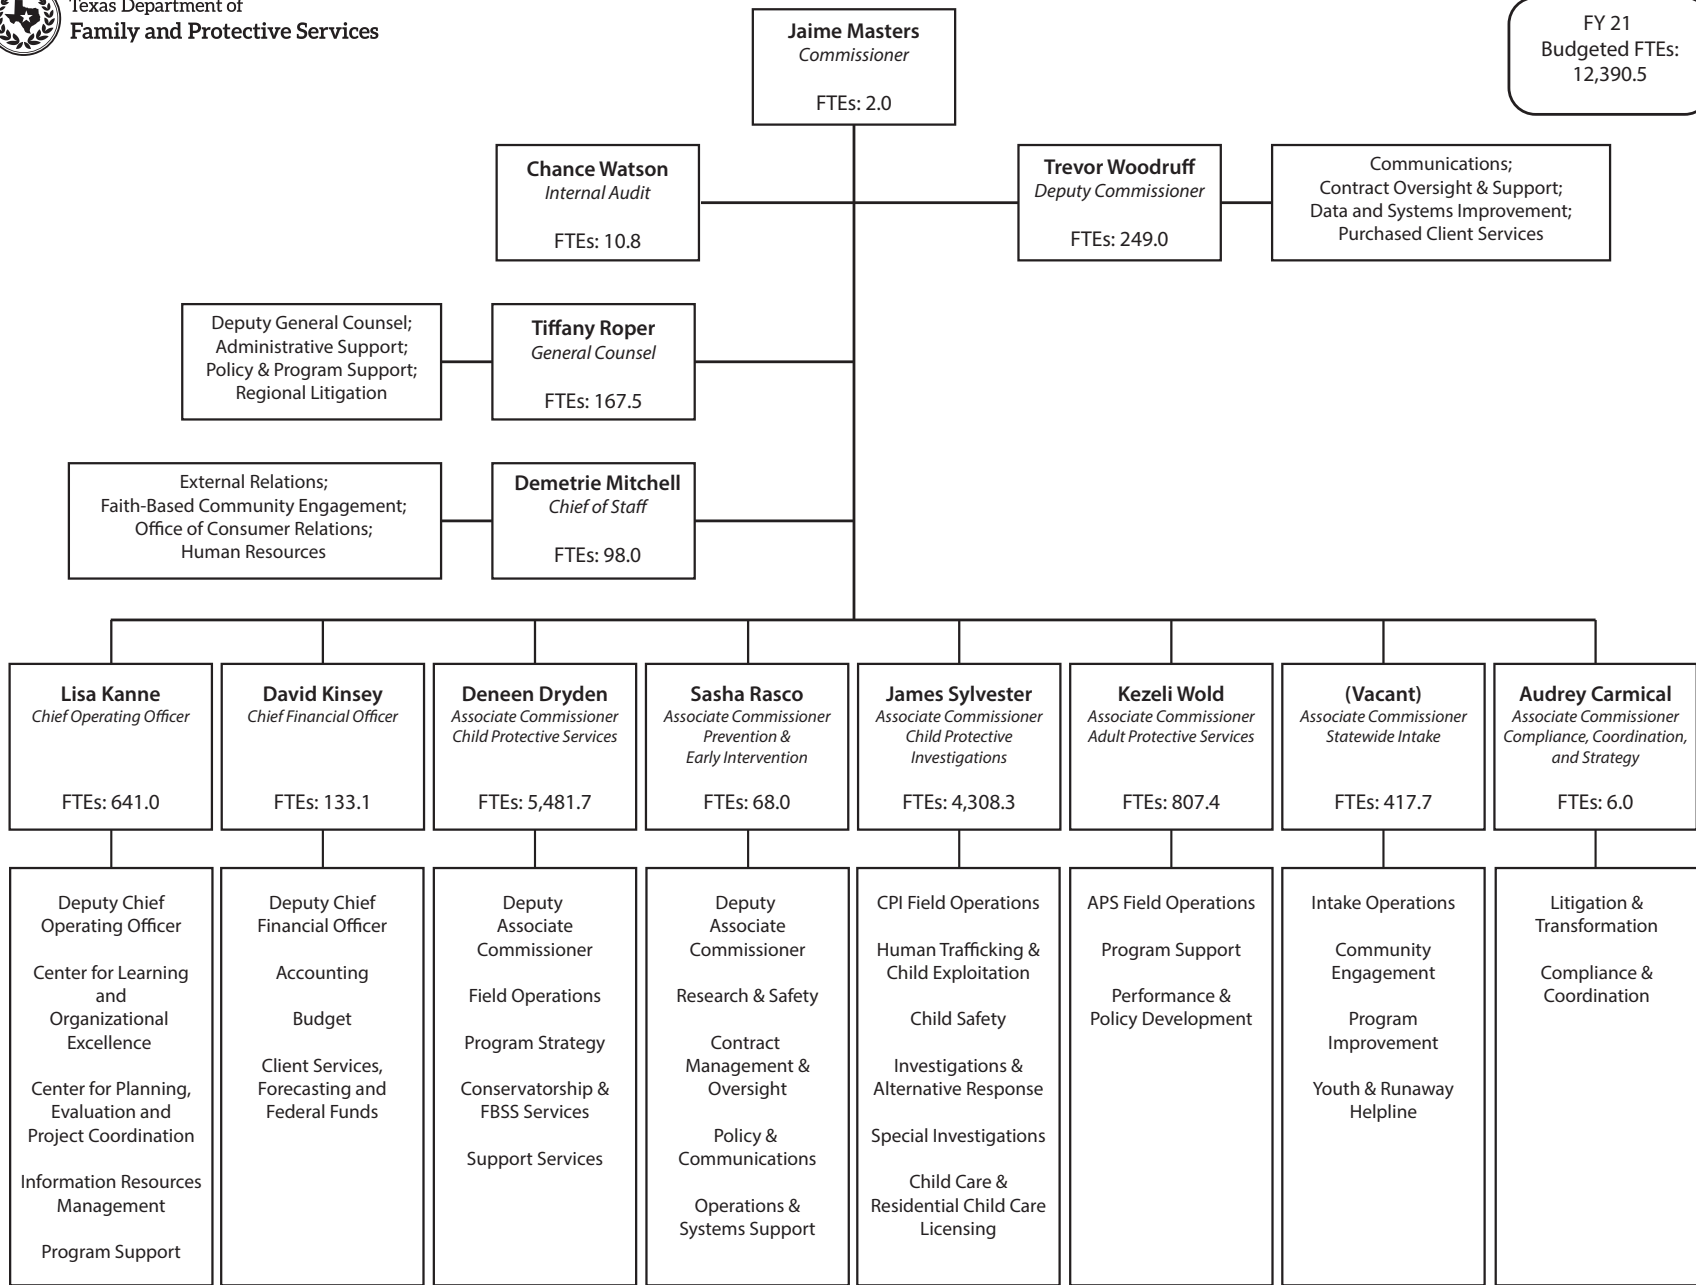 Texas Department of
Family and Protective Services
Jaime Masters
Commissioner
FTEs: 2.0
FY 21
Budgeted FTEs:
12,390.5
Chance Watson
Internal Audit
FTEs: 10.8
Trevor Woodruff
Deputy Commissioner
FTEs: 249.0
Communications;
Contract Oversight & Support;
Data and Systems Improvement;
Purchased Client Services
Deputy General Counsel;
Administrative Support;
Policy & Program Support;
Regional Litigation
Tiffany Roper
General Counsel
FTEs: 167.5
External Relations;
Faith-Based Community Engagement;
Office of Consumer Relations;
Human Resources
Demetrie Mitchell
Chief of Staff
FTEs: 98.0
Lisa Kanne
Chief Operating Officer
FTEs: 641.0
David Kinsey
Chief Financial Officer
FTEs: 133.1
Deneen Dryden
Associate Commissioner
Child Protective Services
FTEs: 5,481.7
Sasha Rasco
Associate Commissioner
Prevention &
Early Intervention
FTEs: 68.0
James Sylvester
Associate Commissioner
Child Protective
Investigations
FTEs: 4,308.3
Kezeli Wold
Associate Commissioner
Adult Protective Services
FTEs: 807.4
(Vacant)
Associate Commissioner
Statewide Intake
FTEs: 417.7
Audrey Carmical
Associate Commissioner
Compliance, Coordination,
and Strategy
FTEs: 6.0
Deputy Chief
Operating Officer
Center for Learning
and
Organizational
Excellence
Center for Planning,
Evaluation and
Project Coordination
Information Resources
Management
Program Support
Deputy Chief
Financial Officer
Accounting
Budget
Client Services,
Forecasting and
Federal Funds
Deputy
Associate
Commissioner
Field Operations
Program Strategy
Conservatorship &
FBSS Services
Support Services
Deputy
Associate
Commissioner
Research & Safety
Contract
Management &
Oversight
Policy &
Communications
Operations &
Systems Support
CPI Field Operations
Human Trafficking &
Child Exploitation
Child Safety
Investigations &
Alternative Response
Special Investigations
Child Care &
Residential Child Care
Licensing
APS Field Operations
Program Support
Performance &
Policy Development
Intake Operations
Community
Engagement
Program
Improvement
Youth & Runaway
Helpline
Litigation &
Transformation
Compliance &
Coordination